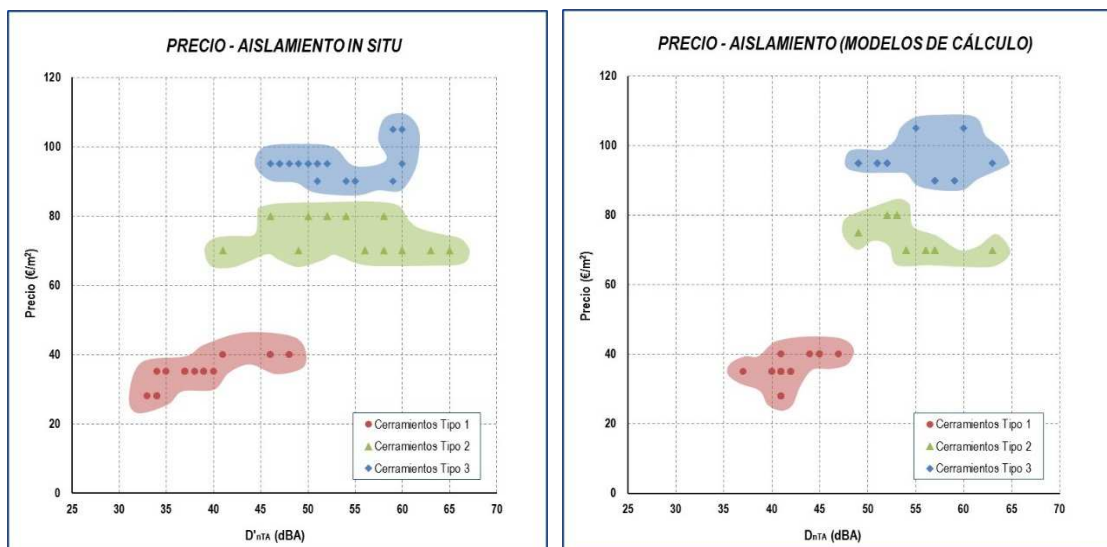 PRECIO - AISLAMIENTO IN SITU
120
100
80
60
40
20
0
Precio (€/m²)
25 30 35 40 45 50 55 60 65 70
D'nTA (dBA)
Cerramientos Tipo 1
Cerramientos Tipo 2
Cerramientos Tipo 3
PRECIO - AISLAMIENTO (MODELOS DE CÁLCULO)
120
100
80
60
40
20
0
Precio (€/m²)
25 30 35 40 45 50 55 60 65 70
DnTA (dBA)
Cerramientos Tipo 1
Cerramientos Tipo 2
Cerramientos Tipo 3